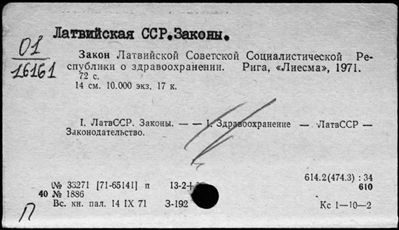 Латвийская ССР.Законы.
01
16161
Закон Латвийской Советской Социалистической Ре-
спублики о здравоохранении. Рига, «Лиесма», 1971.
72 с.
14 см. 10.000 экз. 17 к.
I. ЛатвССР. Законы. — — 1. Здравоохранение — ЛатвССР —
Законодательство.
№ 33271 [71-65141] п 13-2+
614.2(474.3) : 34
40 № 1886
610
Вс. кн. пал. 14 IX 71 З-192
Кс 1—10—2
П